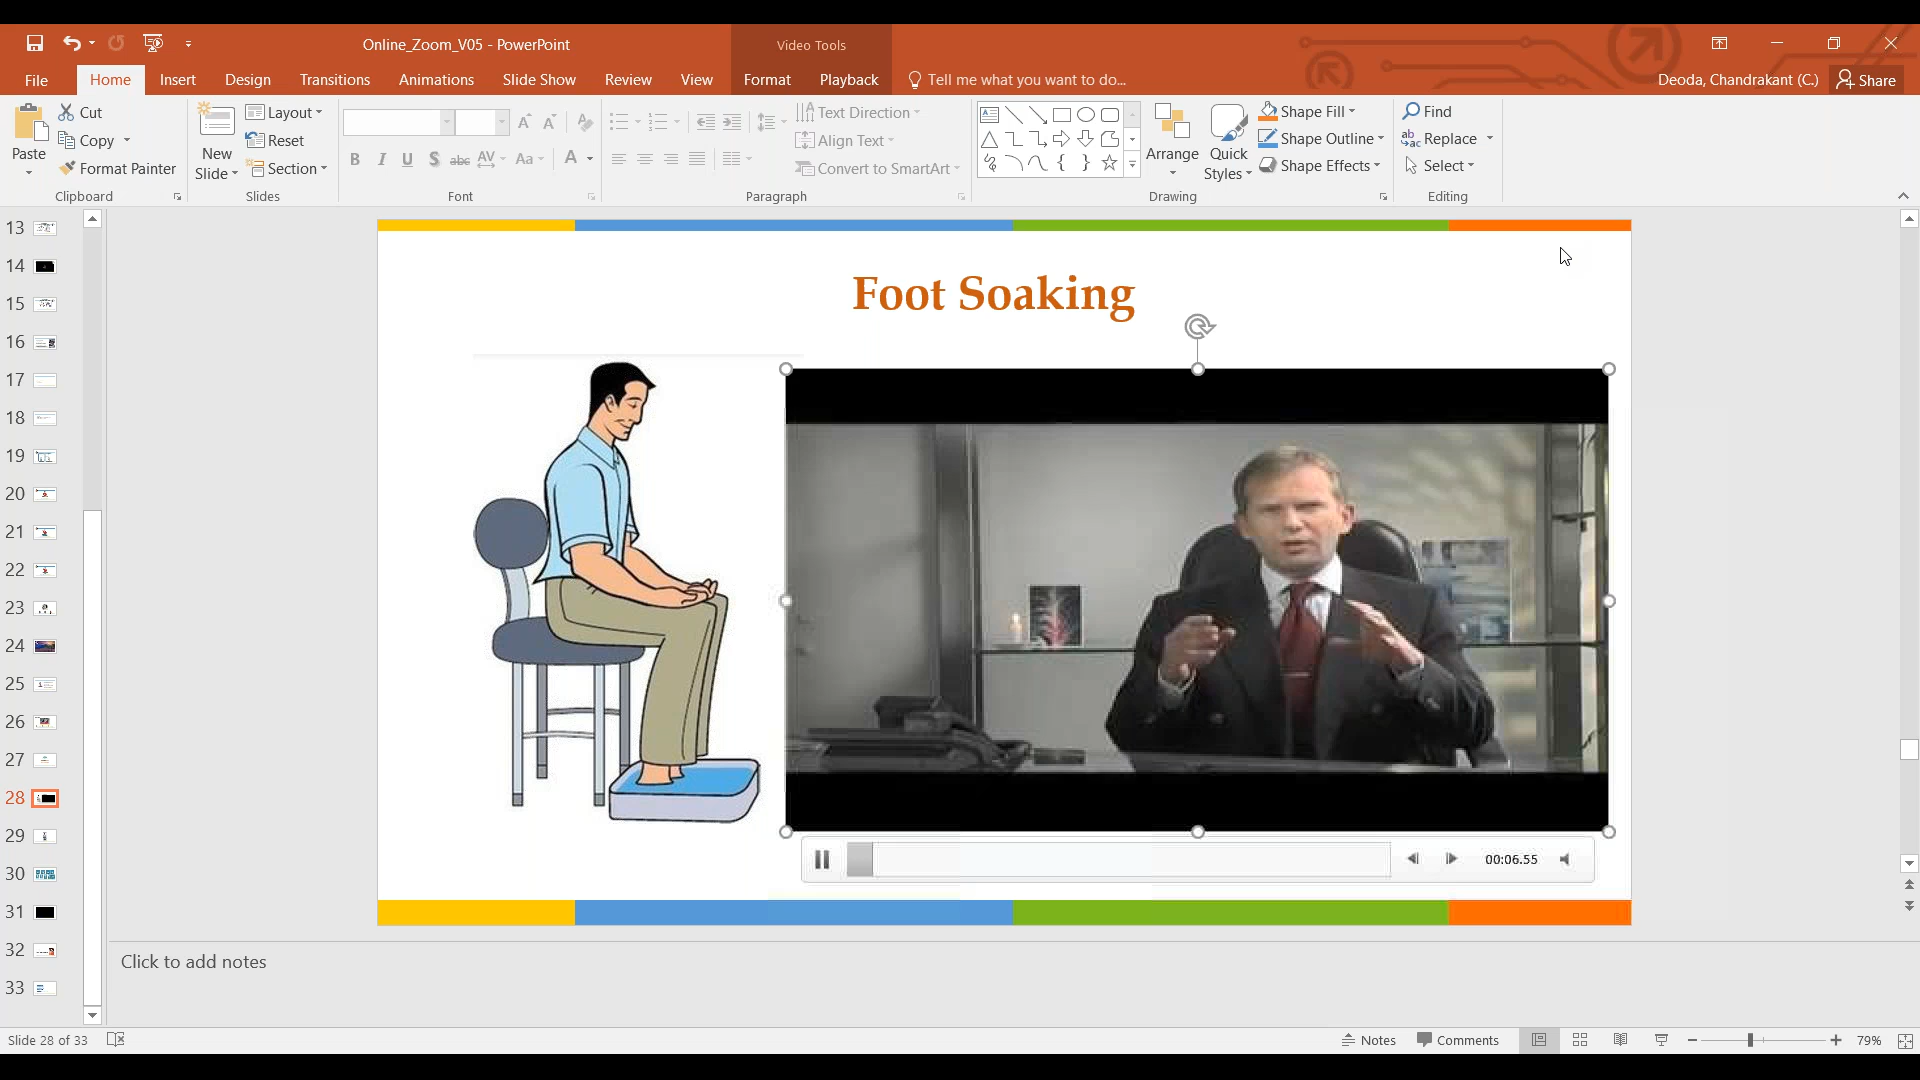 Online_Zoom_V05 - PowerPoint
Video Tools
File Home Insert Design Transitions Animations Slide Show Review View Format Playback Tell me what you want to do...
Deoda, Chandrakant (C.) Share
Paste
Cut
Copy
Format Painter
Clipboard
New Slide
Layout
Reset
Section
Slides
B I U S abc AV Aa A
Font
Text Direction
Align Text
Convert to SmartArt
Paragraph
Arrange
Quick Styles
Shape Fill
Shape Outline
Shape Effects
Drawing
Find
Replace
Select
Editing
13
14
15
16
17
18
19
20
21
22
23
24
25
26
27
28
29
30
31
32
33
Foot Soaking
00:06.55
Click to add notes
Slide 28 of 33
Notes Comments 79%